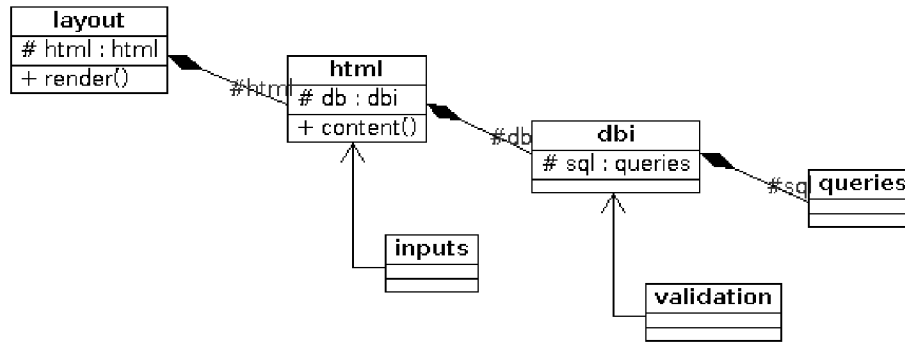 layout
# html : html
+ render()
#html
html
# db : dbi
+ content()
#db
dbi
# sql : queries
#sql
queries
inputs
validation